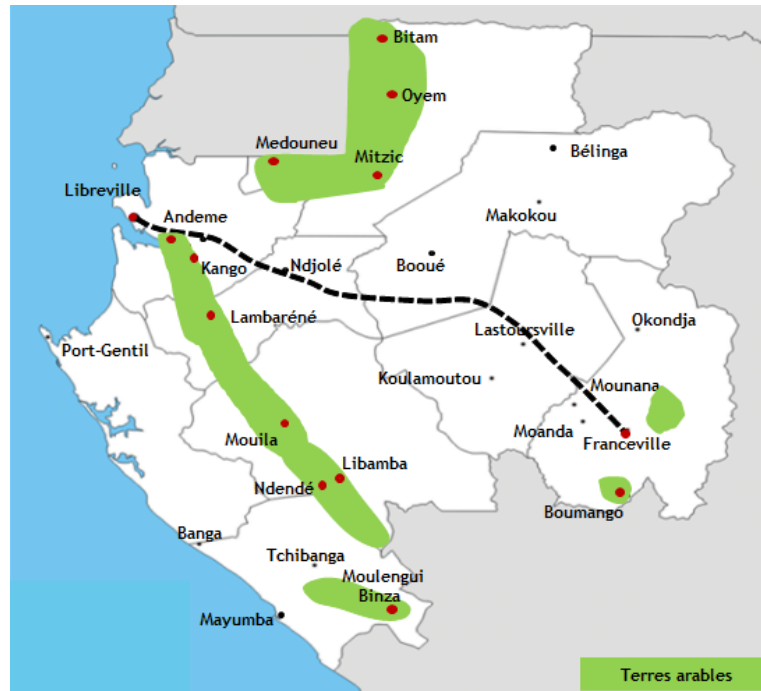 Bitam
Oyem
Medouneu
Mitzic
Bélinga
Libreville
Makokou
Andeme
Kango
Ndjolé
Booué
Lambaréné
Okondja
Port-Gentil
Lastoursville
Koulamoutou
Mounana
Mouila
Moanda
Franceville
Libamba
Ndendé
Boumango
Banga
Tchibanga
Moulengui
Binza
Mayumba
Terres arables